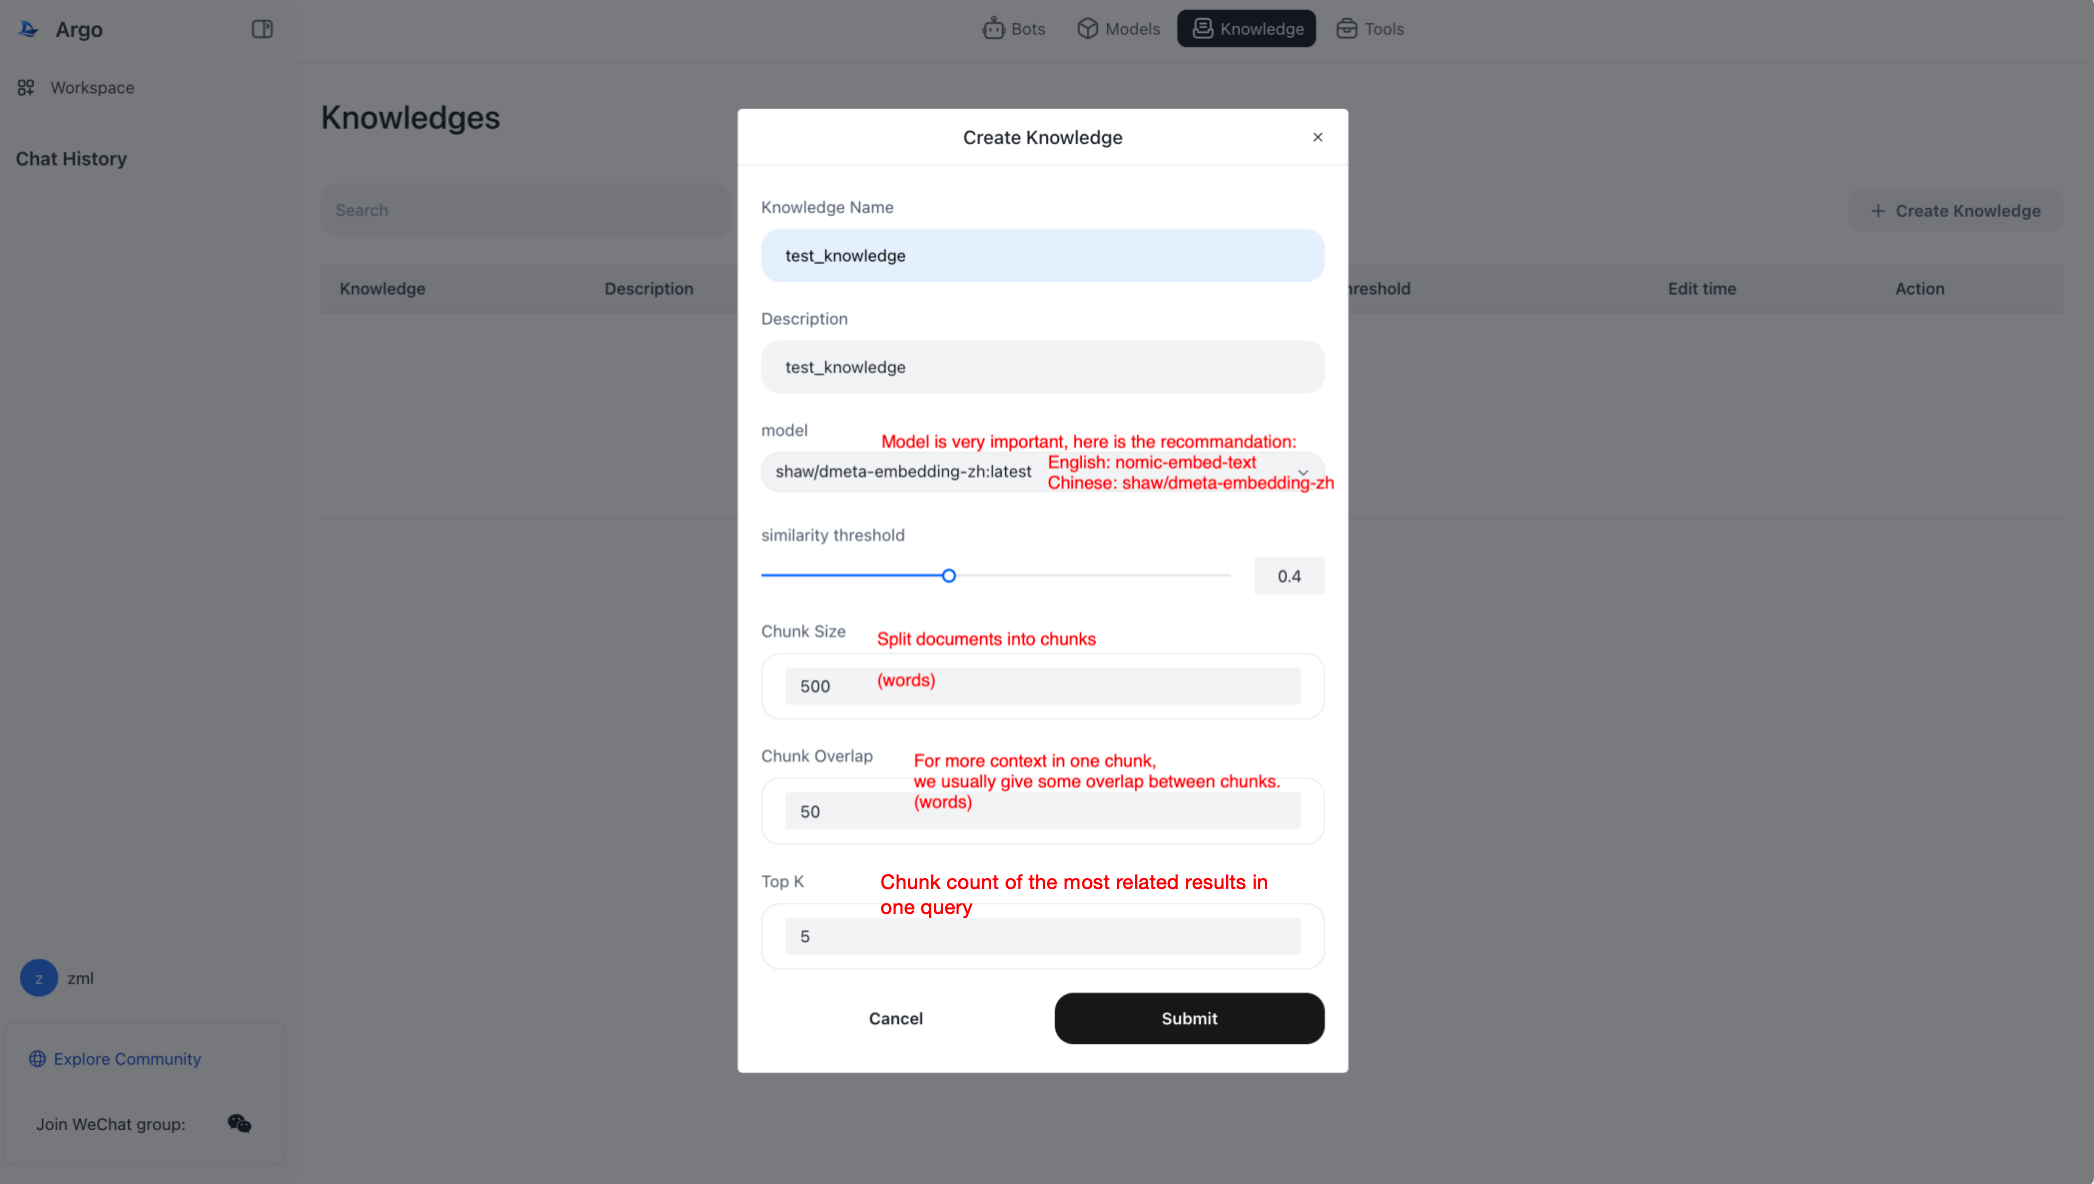 Argo
Bots
Models
Knowledge
Tools
Workspace
Chat History
Knowledges
Search
+ Create Knowledge
Knowledge
Description
hreshold
Edit time
Action
Create Knowledge
×
Knowledge Name
test_knowledge
Description
test_knowledge
model
Model is very important, here is the recommandation:
shaw/dmeta-embedding-zh:latest
English: nomic-embed-text
Chinese: shaw/dmeta-embedding-zh
similarity threshold
0.4
Chunk Size
Split documents into chunks
500
(words)
Chunk Overlap
For more context in one chunk,
we usually give some overlap between chunks.
(words)
50
Top K
Chunk count of the most related results in
one query
5
Cancel
Submit
z
zml
Explore Community
Join WeChat group: